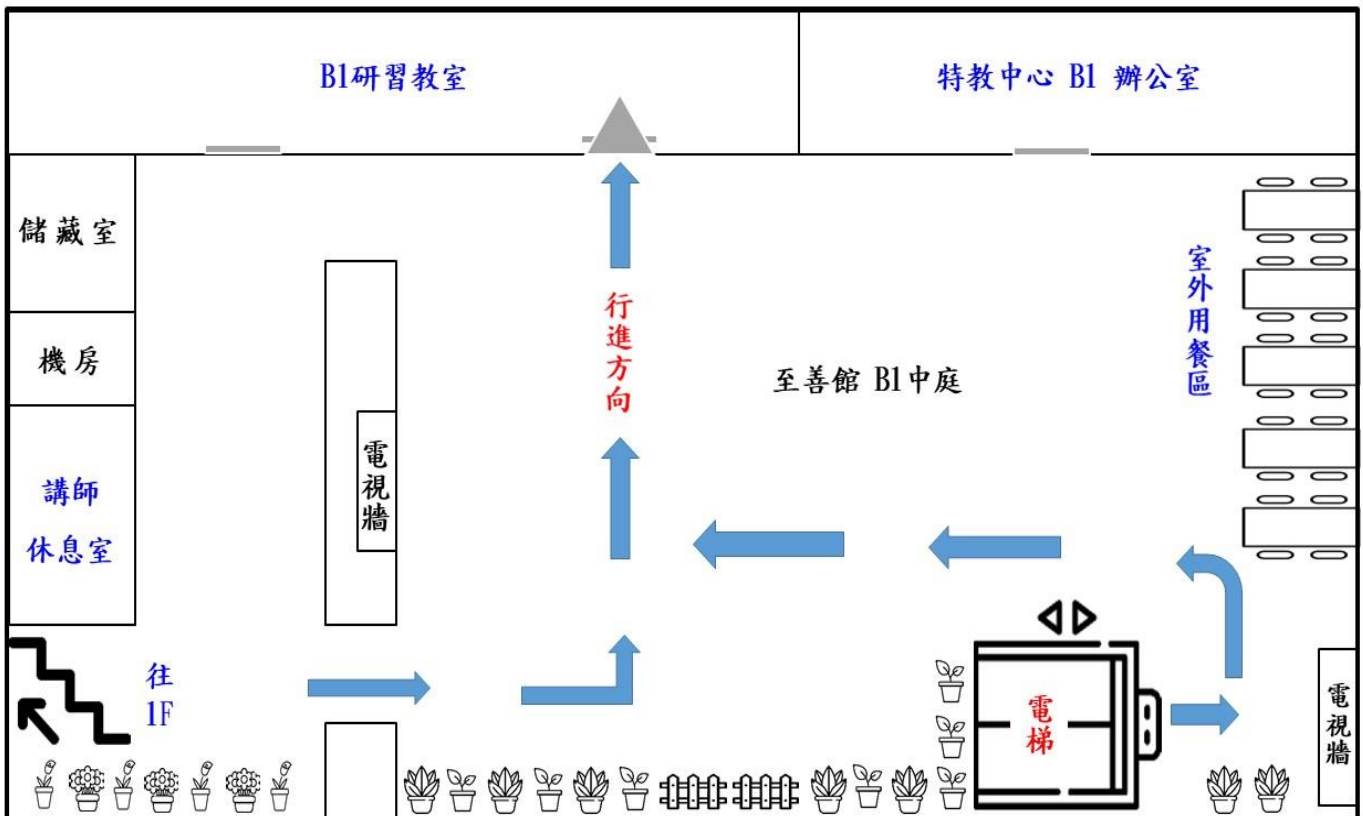 B1研習教室
特教中心 B1 辦公室
儲藏室
機房
講師
休息室
電視牆
行進方向
至善館 B1中庭
室外用餐區
往
1F
電梯
電視牆